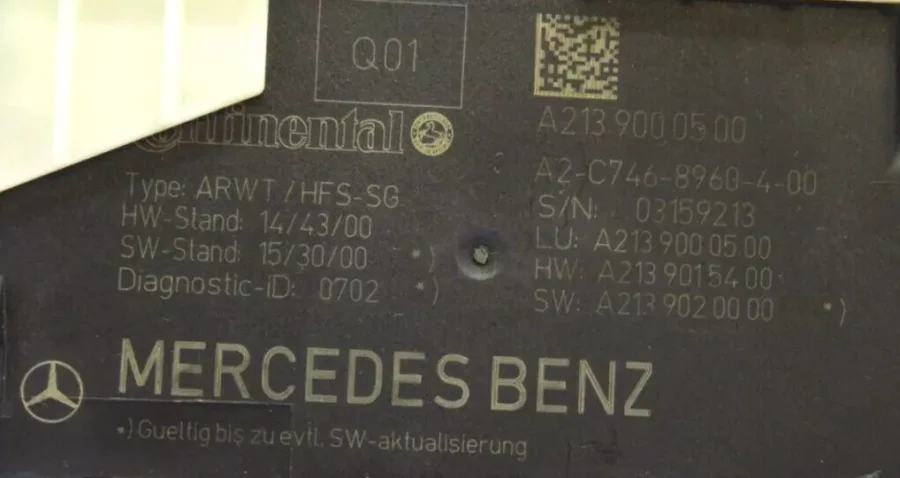 Q01
Continental
A213 900 05 00
A2-C746-8960-4-00
Type: ARWT/HFS-SG
S/N: 03159213
HW-Stand: 14/43/00
LU: A213 900 05 00
SW-Stand: 15/30/00 *)
HW: A213 901 54 00
Diagnostic-iD: 0702 *)
SW: A213 902 00 00 *)
MERCEDES BENZ
*) Gueltig bis zu evtl. SW-aktualisierung